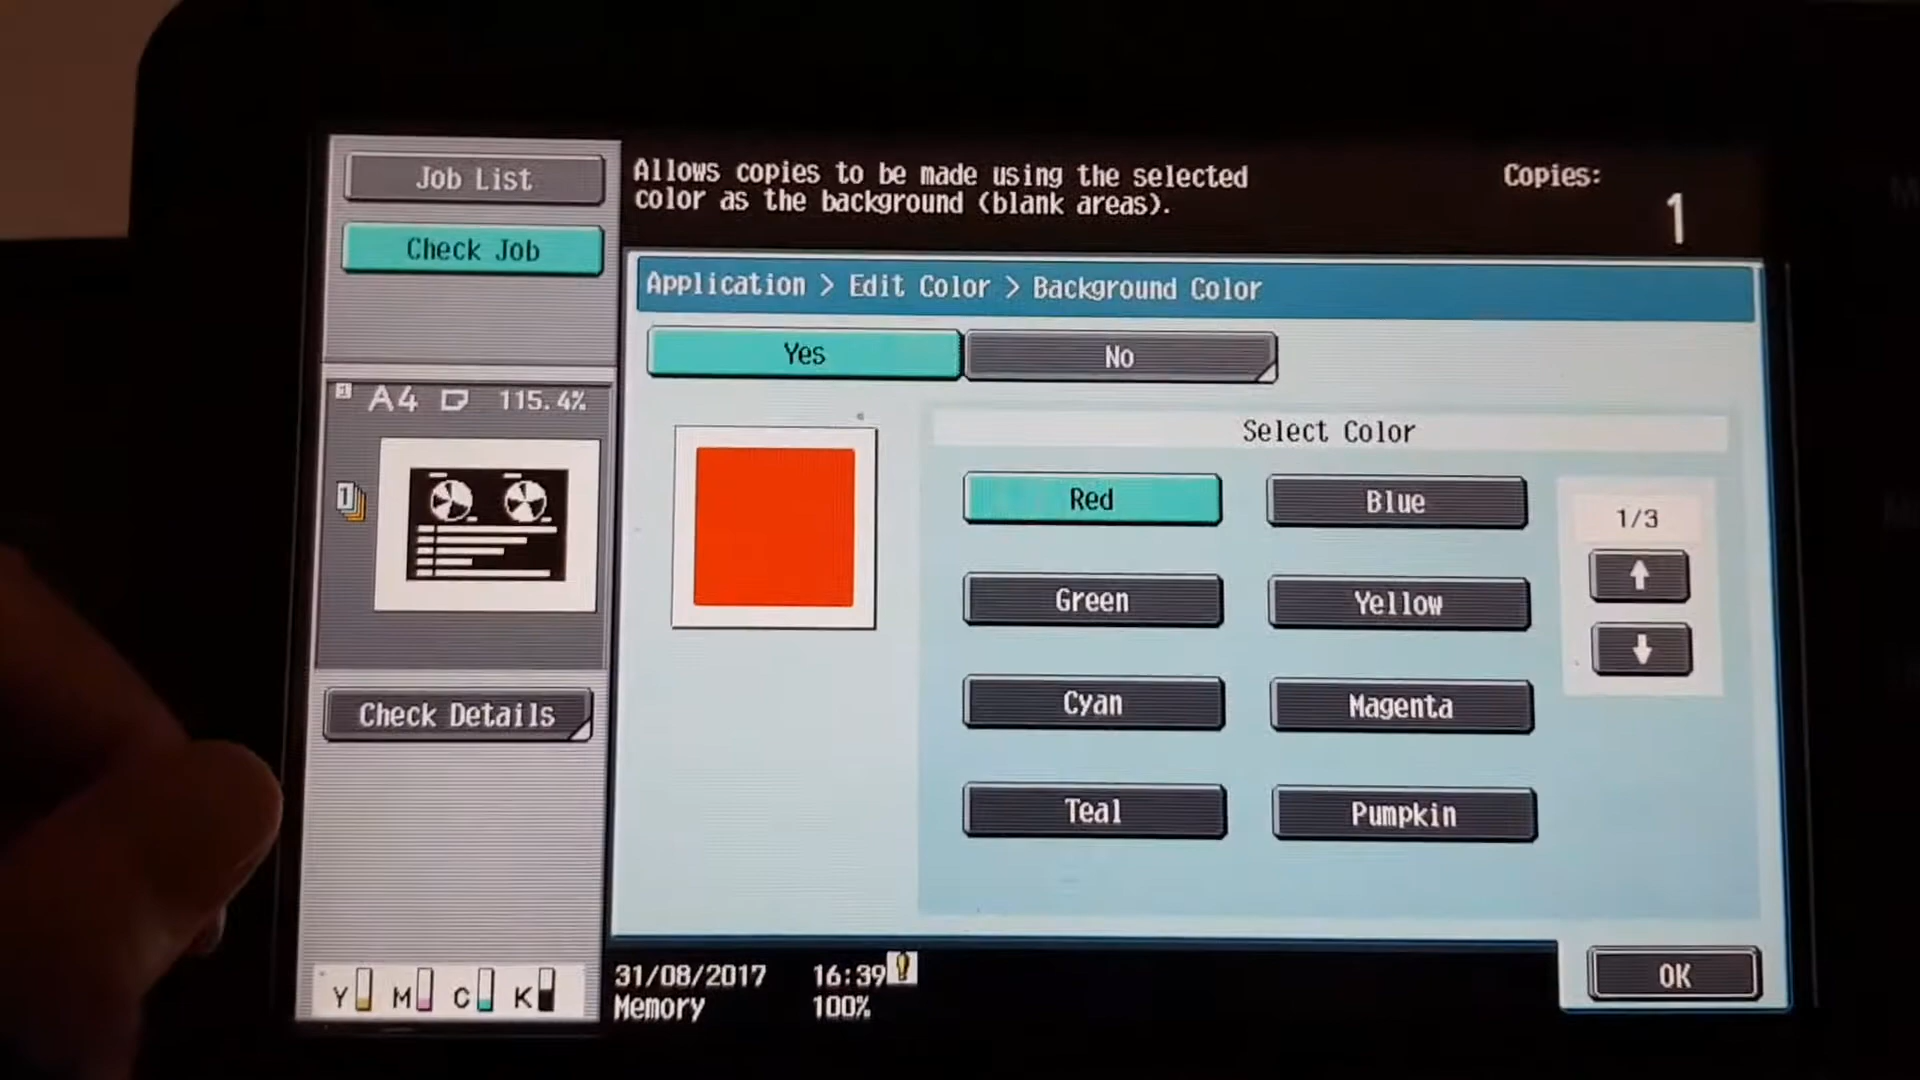 Job List
Check Job
Allows copies to be made using the selected
color as the background (blank areas).
Copies:
1
Application > Edit Color > Background Color
Yes
No
1 A4 115.4%
1
Select Color
Red
Blue
1/3
Green
Yellow
Cyan
Magenta
Teal
Pumpkin
Check Details
Y M C K
31/08/2017 16:39
Memory 100%
OK